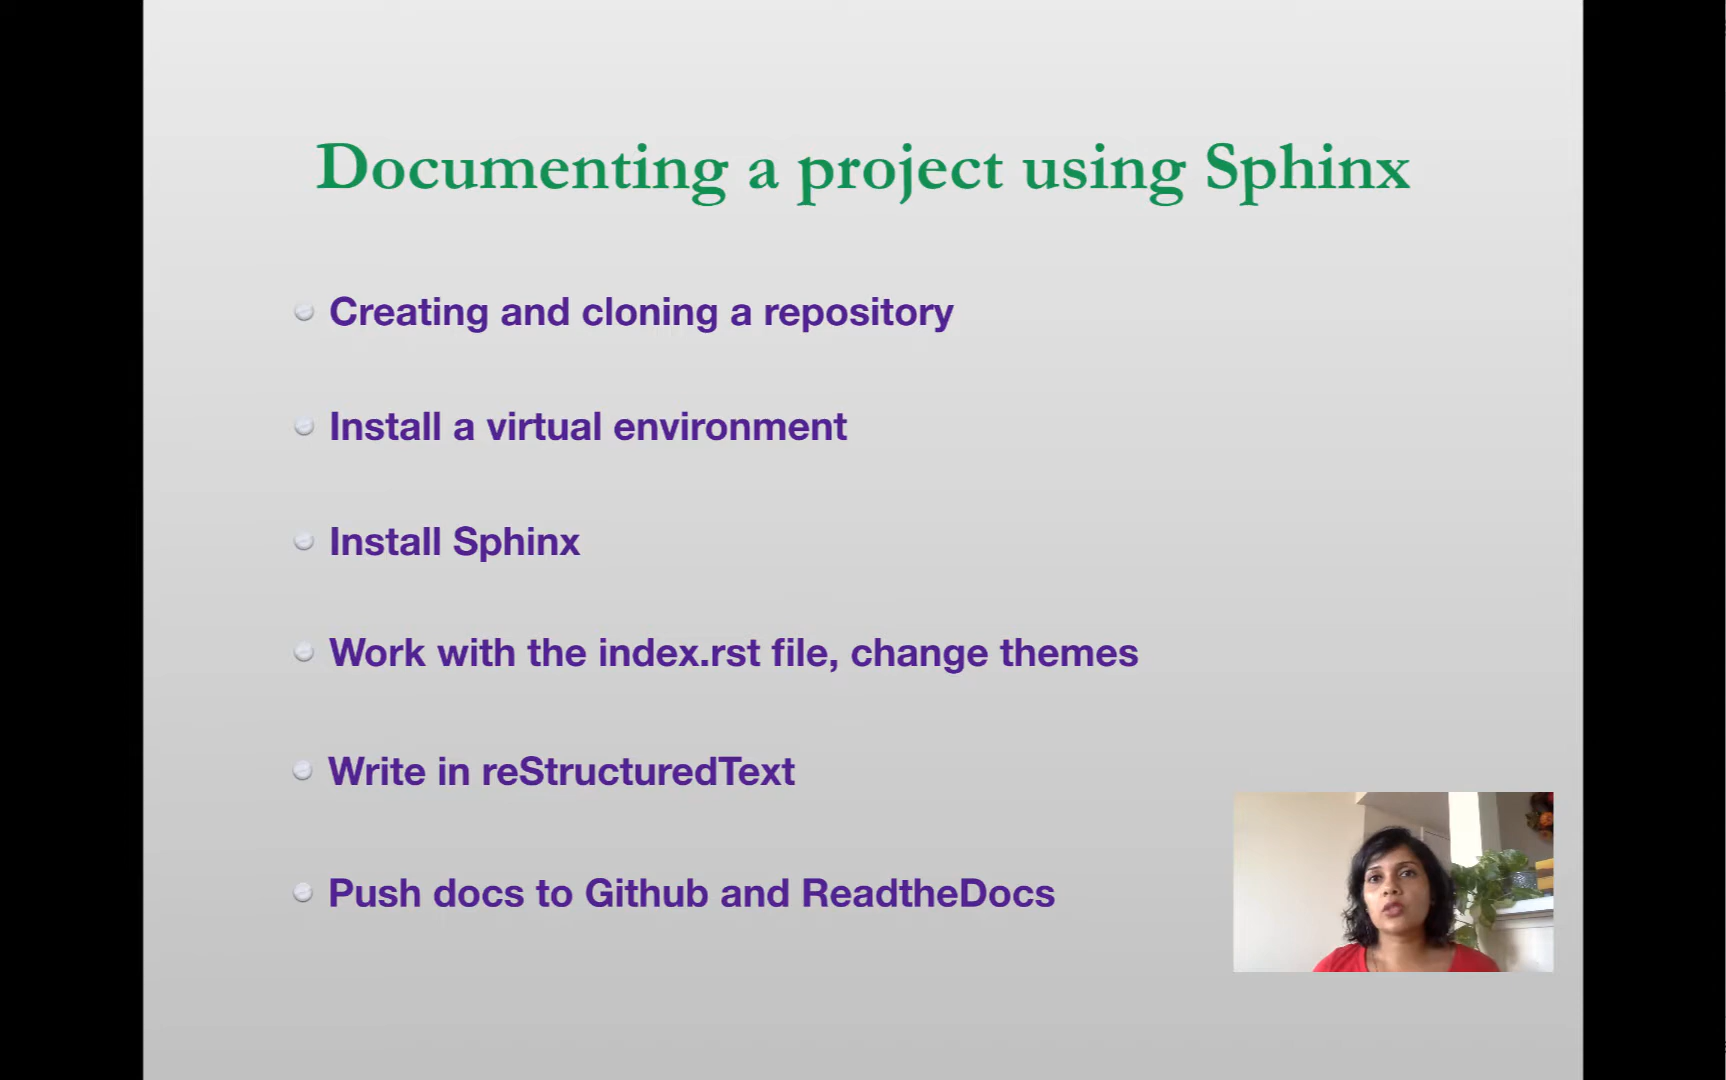 Documenting a project using Sphinx
Creating and cloning a repository
Install a virtual environment
Install Sphinx
Work with the index.rst file, change themes
Write in reStructuredText
Push docs to Github and ReadtheDocs